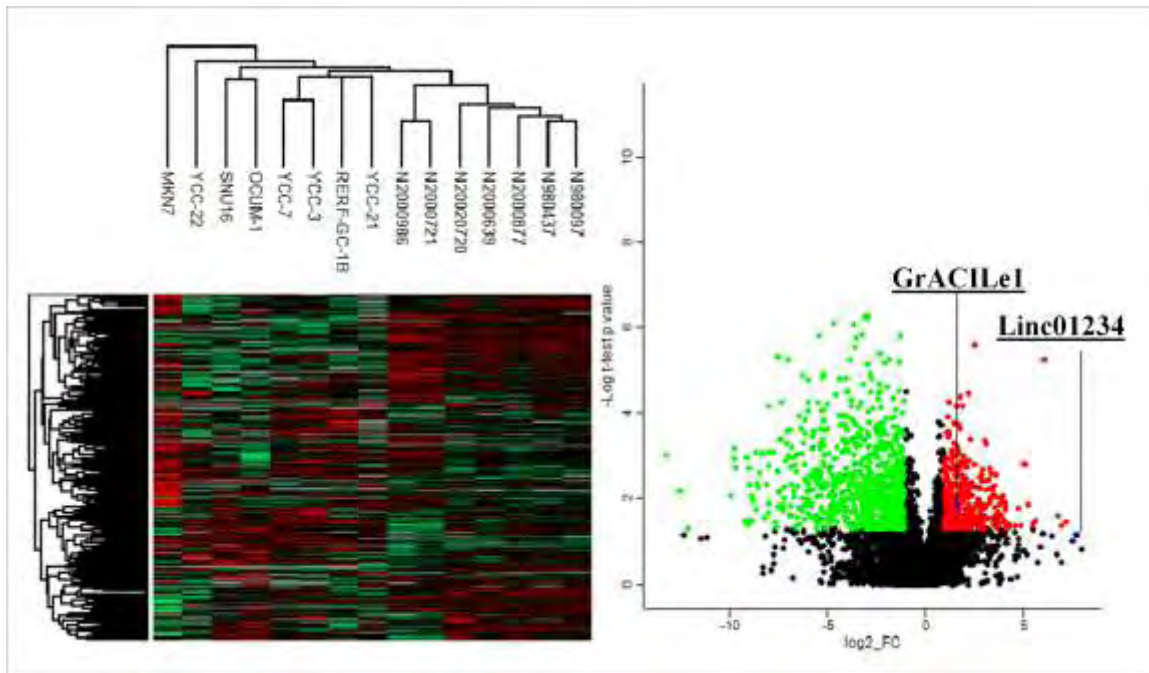 MKN7
YCC-22
SNU16
OCUM-1
YCC-7
YCC-3
RERF-GC-1B
YCC-21
N2000986
N2000721
N20020720
N2000639
N2000877
N980437
N980097
-Log t-test p value
10
8
6
4
2
0
GrACILe1
Linc01234
-10
-5
0
5
log2_FC